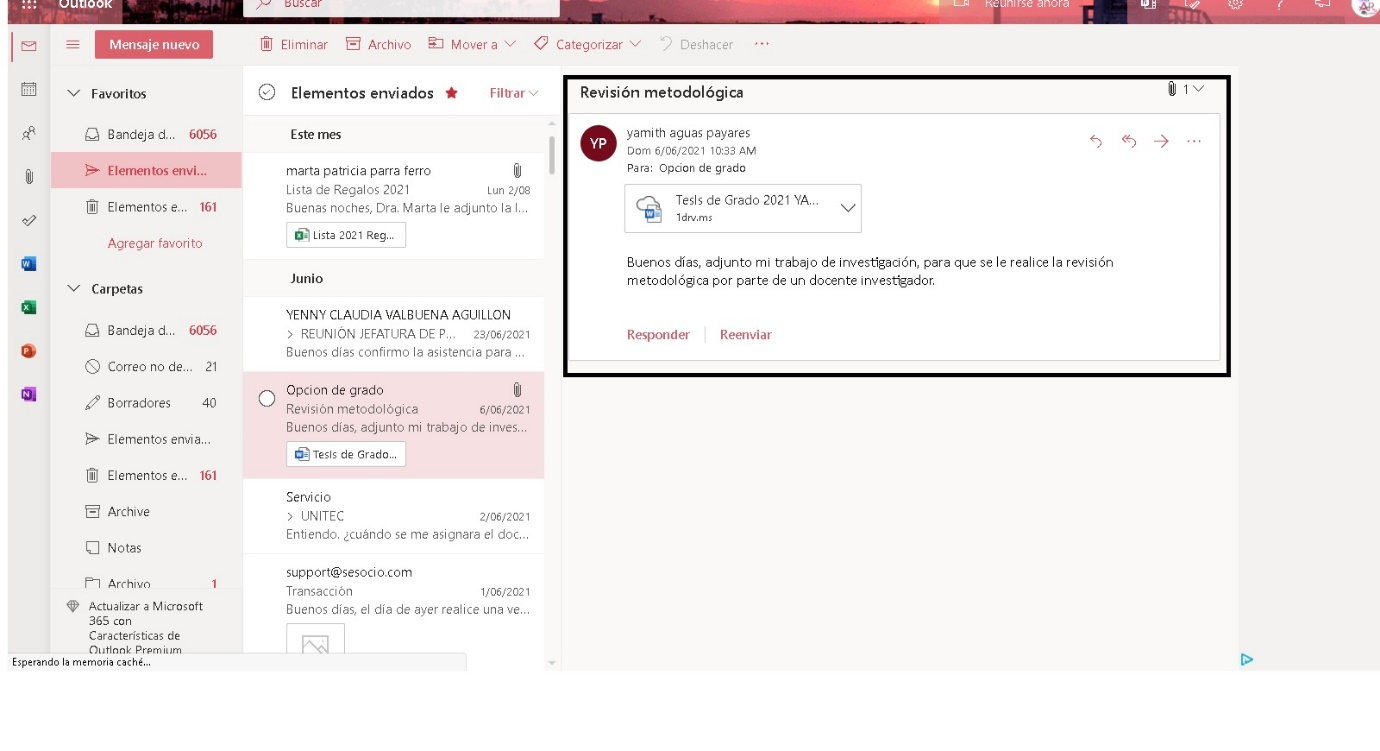 Outlook
Buscar
Reunirse ahora
Mensaje nuevo
Eliminar
Archivo
Mover a
Categorizar
Deshacer
Favoritos
Bandeja d... 6056
Elementos envi...
Elementos e... 161
Agregar favorito
Carpetas
Bandeja d... 6056
Correo no de... 21
Borradores 40
Elementos envia...
Elementos e... 161
Archive
Notas
Archivo 1
Actualizar a Microsoft
365 con
Características de
Outlook Premium
Esperando la memoria caché...
Elementos enviados
Filtrar
Este mes
marta patricia parra ferro
Lista de Regalos 2021 Lun 2/08
Buenas noches, Dra. Marta le adjunto la l...
Lista 2021 Reg...
Junio
YENNY CLAUDIA VALBUENA AGUILLON
> REUNIÓN JEFATURA DE P... 23/06/2021
Buenos días confirmo la asistencia para ...
Opcion de grado
Revisión metodológica 6/06/2021
Buenos días, adjunto mi trabajo de inves...
Tesis de Grado...
Servicio
> UNITEC 2/06/2021
Entiendo. ¿cuándo se me asignara el doc...
support@sesocio.com
Transacción 1/06/2021
Buenos días, el día de ayer realice una ve...
Revisión metodológica
1
YP
yamith aguas payares
Dom 6/06/2021 10:33 AM
Para: Opcion de grado
Tesis de Grado 2021 YA...
1drv.ms
Buenos días, adjunto mi trabajo de investigación, para que se le realice la revisión
metodológica por parte de un docente investigador.
Responder
Reenviar